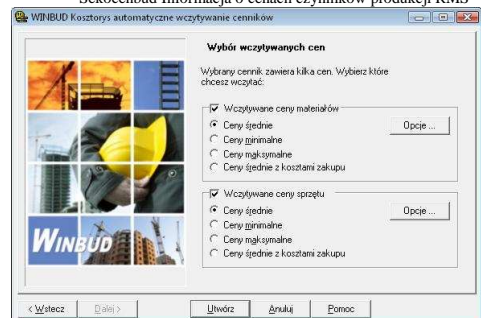 Sekocenbud Informacja o cenach czynników produkcji RMS
WINBUD Kosztorys automatyczne wczytywanie cenników
Wybór wczytywanych cen
Wybrany cennik zawiera kilka cen. Wybierz które
chcesz wczytać:
Wczytywane ceny materiałów
Ceny średnie
Opcje ...
Ceny minimalne
Ceny maksymalne
Ceny średnie z kosztami zakupu
Wczytywane ceny sprzętu
Ceny średnie
Opcje ...
Ceny minimalne
Ceny maksymalne
Ceny średnie z kosztami zakupu
WINBUD
< Wstecz
Dalej >
Utwórz
Anuluj
Pomoc